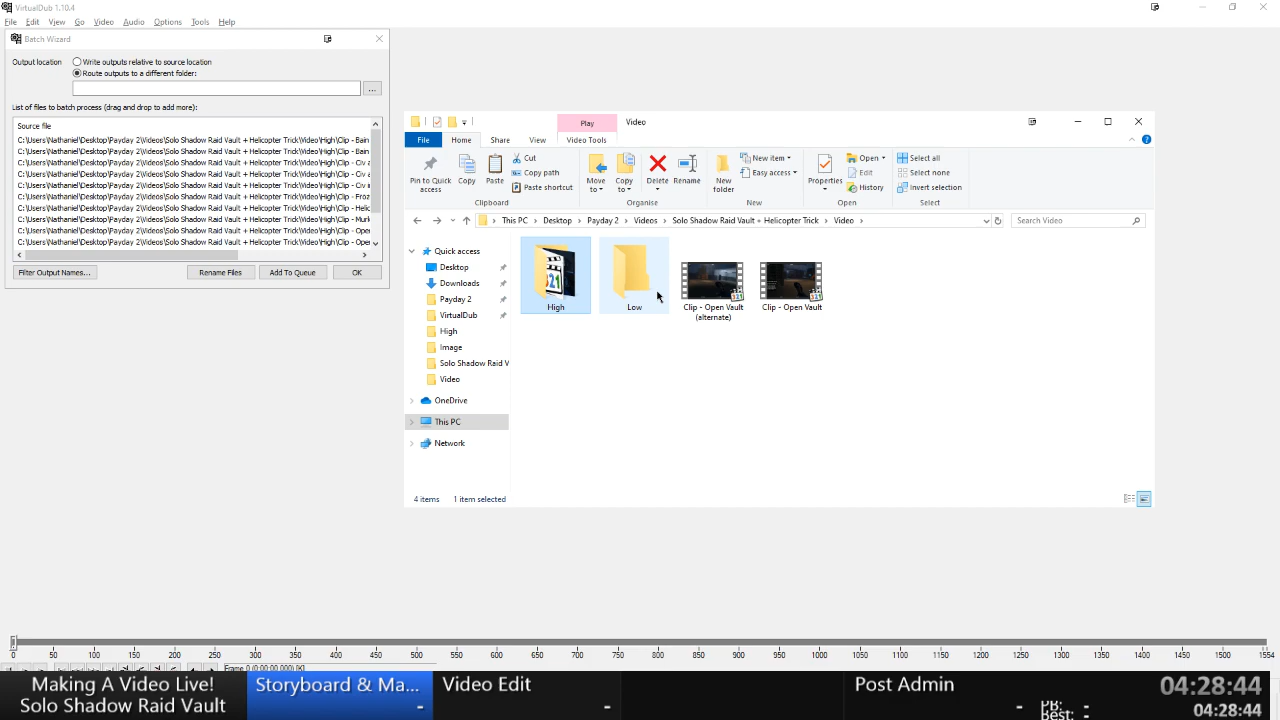 VirtualDub 1.10.4
File Edit View Go Video Audio Options Tools Help
Batch Wizard
Output location Write outputs relative to source location
Route outputs to a different folder:
...
List of files to batch process (drag and drop to add more):
Source file
C:\Users\Nathaniel\Desktop\Payday 2\Videos\Solo Shadow Raid Vault + Helicopter Trick\Video\High\Clip - Bain
C:\Users\Nathaniel\Desktop\Payday 2\Videos\Solo Shadow Raid Vault + Helicopter Trick\Video\High\Clip - Bain
C:\Users\Nathaniel\Desktop\Payday 2\Videos\Solo Shadow Raid Vault + Helicopter Trick\Video\High\Clip - Civ a
C:\Users\Nathaniel\Desktop\Payday 2\Videos\Solo Shadow Raid Vault + Helicopter Trick\Video\High\Clip - Civ
C:\Users\Nathaniel\Desktop\Payday 2\Videos\Solo Shadow Raid Vault + Helicopter Trick\Video\High\Clip - Civ
C:\Users\Nathaniel\Desktop\Payday 2\Videos\Solo Shadow Raid Vault + Helicopter Trick\Video\High\Clip - Froz
C:\Users\Nathaniel\Desktop\Payday 2\Videos\Solo Shadow Raid Vault + Helicopter Trick\Video\High\Clip - Helic
C:\Users\Nathaniel\Desktop\Payday 2\Videos\Solo Shadow Raid Vault + Helicopter Trick\Video\High\Clip - Murk
C:\Users\Nathaniel\Desktop\Payday 2\Videos\Solo Shadow Raid Vault + Helicopter Trick\Video\High\Clip - Oper
C:\Users\Nathaniel\Desktop\Payday 2\Videos\Solo Shadow Raid Vault + Helicopter Trick\Video\High\Clip - Oper
Filter Output Names... Rename Files Add To Queue OK
Play Video
File Home Share View Video Tools
Pin to Quick access Copy Paste Cut Copy path Paste shortcut
Move to Copy to Delete Rename New folder New item Easy access
Properties Open Edit History Select all Select none Invert selection
Clipboard Organise New Open Select
This PC Desktop Payday 2 Videos Solo Shadow Raid Vault + Helicopter Trick Video Search Video
Quick access
Desktop
Downloads
Payday 2
VirtualDub
High
Image
Solo Shadow Raid V
Video
OneDrive
This PC
Network
321 321 321
High Low Clip - Open Vault (alternate) Clip - Open Vault
4 items 1 item selected
0 50 100 150 200 250 300 350 400 450 500 550 600 650 700 750 800 850 900 950 1000 1050 1100 1150 1200 1250 1300 1350 1400 1450 1500 1554
Frame 0 (0:00:00.000) [K]
Making A Video Live!
Solo Shadow Raid Vault
Storyboard & Ma...
-
Video Edit
-
Post Admin
-
PB: -
Best: -
04:28:44
04:28:44